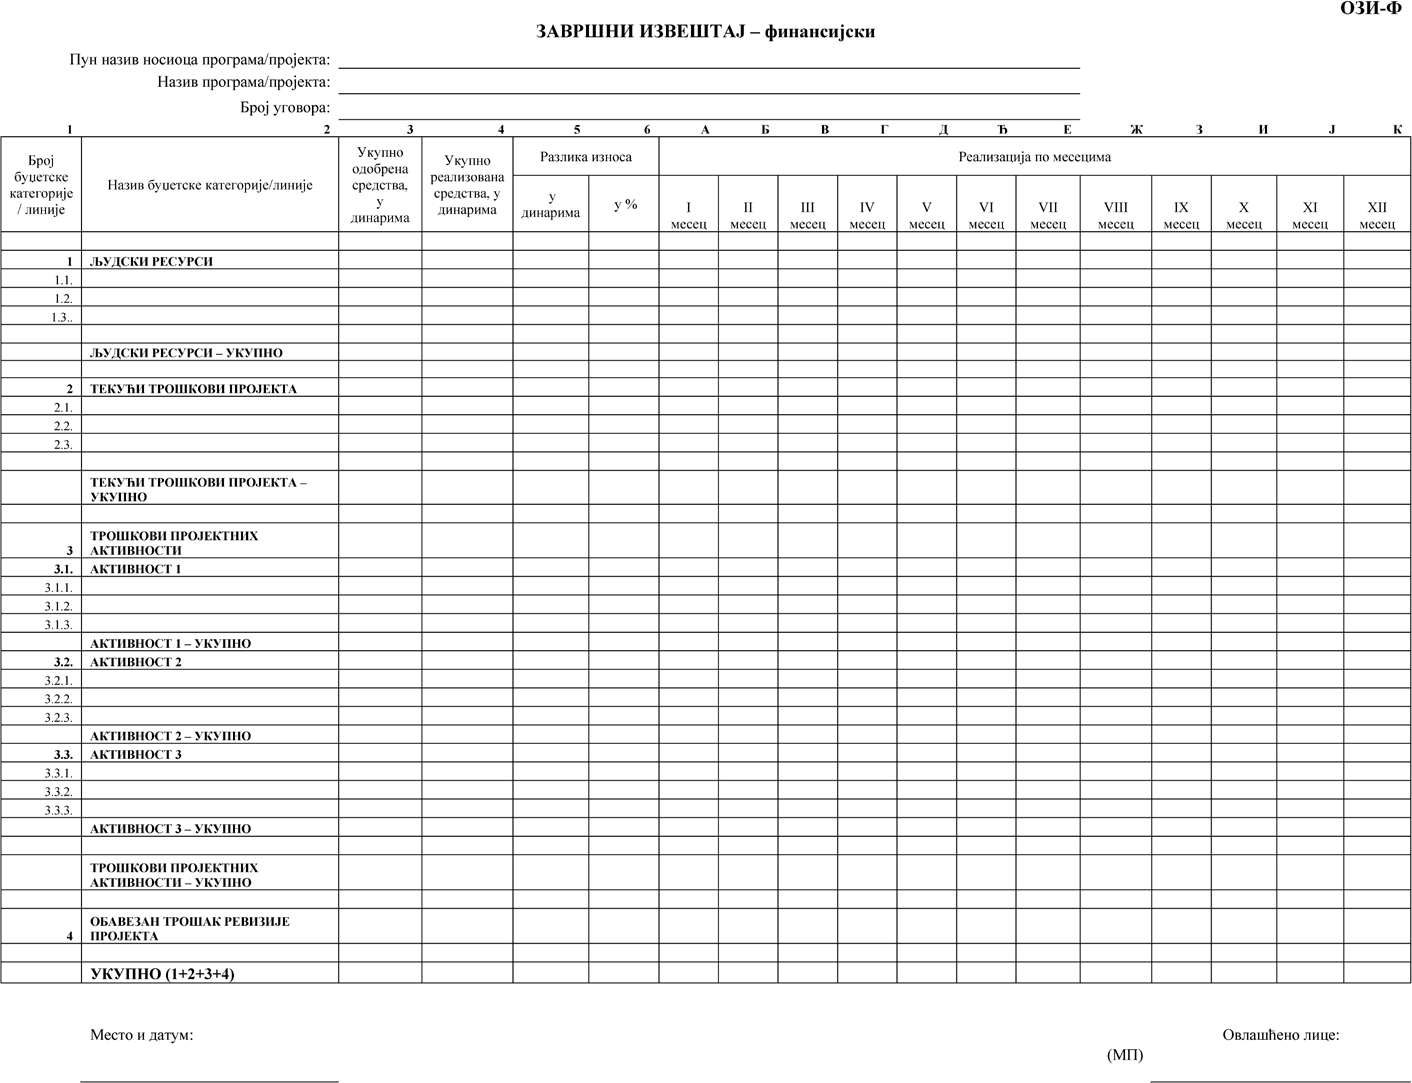 ОЗИ-Ф
ЗАВРШНИ ИЗВЕШТАЈ – финансијски
Пун назив носиоца програма/пројекта:
Назив програма/пројекта:
Број уговора:
1 2 3 4 5 6 А Б В Г Д Ђ Е Ж З И Ј К
Број
буџетске
категорије
/ линије
Назив буџетске категорије/линије
Укупно
одобрена
средства,
у
динарима
Укупно
реализована
средства, у
динарима
Разлика износа
у
динарима
у %
Реализација по месецима
I
месец
II
месец
III
месец
IV
месец
V
месец
VI
месец
VII
месец
VIII
месец
IX
месец
X
месец
XI
месец
XII
месец
1 ЉУДСКИ РЕСУРСИ
1.1.
1.2.
1.3..
ЉУДСКИ РЕСУРСИ – УКУПНО
2 ТЕКУЋИ ТРОШКОВИ ПРОЈЕКТА
2.1.
2.2.
2.3.
ТЕКУЋИ ТРОШКОВИ ПРОЈЕКТА –
УКУПНО
ТРОШКОВИ ПРОЈЕКТНИХ
3 АКТИВНОСТИ
3.1. АКТИВНОСТ 1
3.1.1.
3.1.2.
3.1.3.
АКТИВНОСТ 1 – УКУПНО
3.2. АКТИВНОСТ 2
3.2.1.
3.2.2.
3.2.3.
АКТИВНОСТ 2 – УКУПНО
3.3. АКТИВНОСТ 3
3.3.1.
3.3.2.
3.3.3.
АКТИВНОСТ 3 – УКУПНО
ТРОШКОВИ ПРОЈЕКТНИХ
АКТИВНОСТИ – УКУПНО
ОБАВЕЗАН ТРОШАК РЕВИЗИЈЕ
4 ПРОЈЕКТА
УКУПНО (1+2+3+4)
Место и датум:
Овлашћено лице:
(МП)